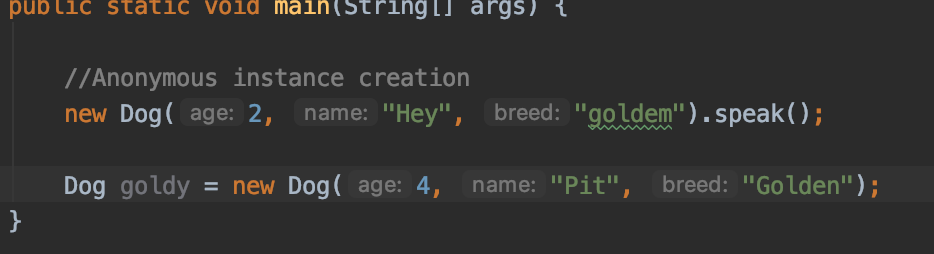 public static void main(String[] args) {
//Anonymous instance creation
new Dog( age: 2, name: "Hey", breed: "goldem").speak();
Dog goldy = new Dog( age: 4, name: "Pit", breed: "Golden");
}